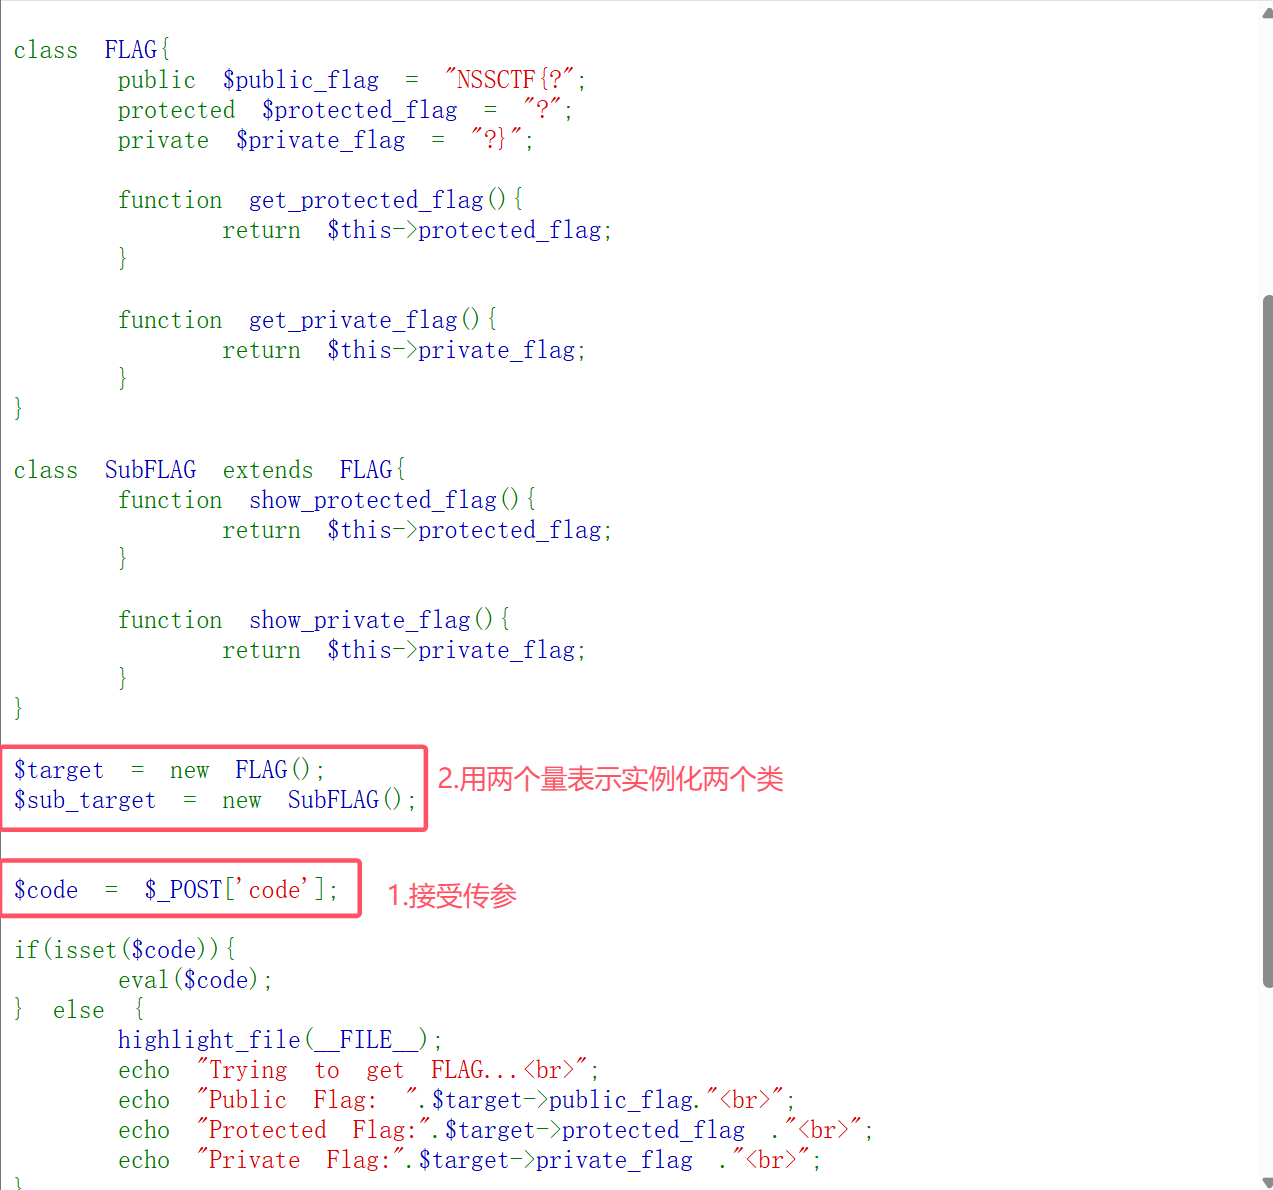 class FLAG{
public $public_flag = "NSSCTF{?";
protected $protected_flag = "?";
private $private_flag = "?}";
function get_protected_flag(){
return $this->protected_flag;
}
function get_private_flag(){
return $this->private_flag;
}
}
class SubFLAG extends FLAG{
function show_protected_flag(){
return $this->protected_flag;
}
function show_private_flag(){
return $this->private_flag;
}
}
$target = new FLAG();
$sub_target = new SubFLAG();
2.用两个量表示实例化两个类
$code = $_POST['code'];
1.接受传参
if(isset($code)){
eval($code);
} else {
highlight_file(__FILE__);
echo "Trying to get FLAG...<br>";
echo "Public Flag: ".$target->public_flag."<br>";
echo "Protected Flag:".$target->protected_flag ."<br>";
echo "Private Flag:".$target->private_flag ."<br>";
}